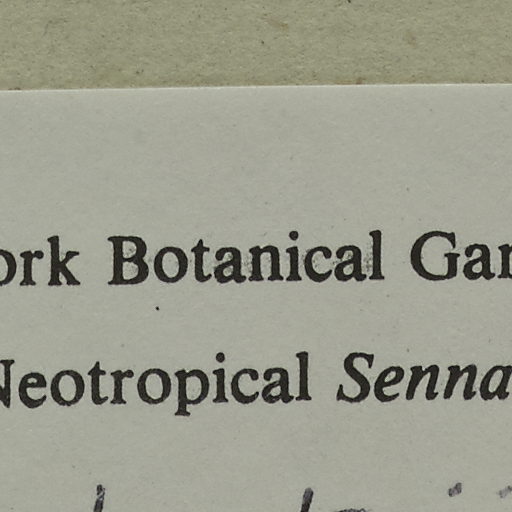 ork Botanical Gar
Neotropical Senna